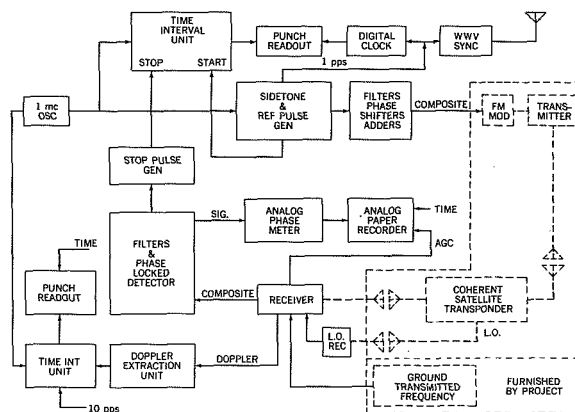 TIME
INTERVAL
UNIT
STOP
START
PUNCH
READOUT
DIGITAL
CLOCK
WWV
SYNC
1 pps
1 mc
OSC
SIDETONE
&
REF PULSE
GEN
FILTERS
PHASE
SHIFTERS
ADDERS
COMPOSITE
FM
MOD
TRANS-
MITTER
STOP PULSE
GEN
FILTERS
&
PHASE
LOCKED
DETECTOR
SIG.
ANALOG
PHASE
METER
ANALOG
PAPER
RECORDER
TIME
AGC
TIME
PUNCH
READOUT
COMPOSITE
RECEIVER
COHERENT
SATELLITE
TRANSPONDER
L.O.
REC
L.O.
TIME INT
UNIT
DOPPLER
EXTRACTION
UNIT
DOPPLER
GROUND
TRANSMITTED
FREQUENCY
FURNISHED
BY PROJECT
10 pps